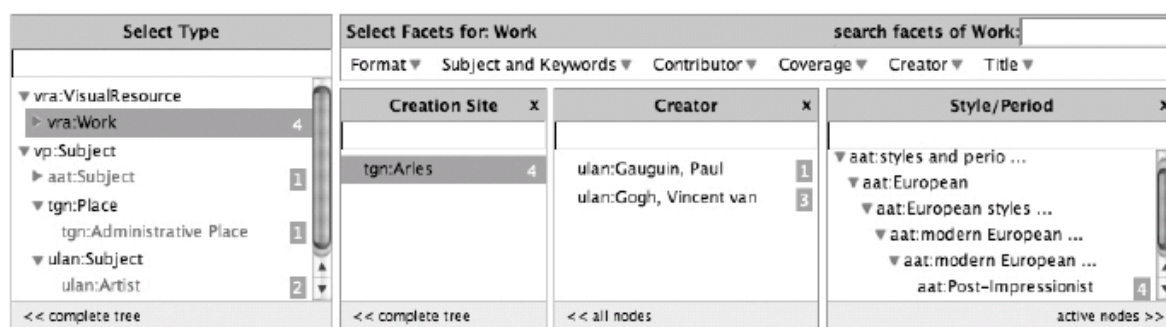 Select Type
vra:VisualResource
vra:Work 4
vp:Subject
aat:Subject 1
tgn:Place
tgn:Administrative Place 1
ulan:Subject
ulan:Artist 2
<< complete tree
Select Facets for: Work search facets of Work:
Format Subject and Keywords Contributor Coverage Creator Title
Creation Site x
tgn:Arles 4
<< complete tree
Creator x
ulan:Gauguin, Paul 1
ulan:Gogh, Vincent van 3
<< all nodes
Style/Period x
aat:styles and perio ...
aat:European
aat:European styles ...
aat:modern European ...
aat:modern European ...
aat:Post-Impressionist 4
active nodes >>